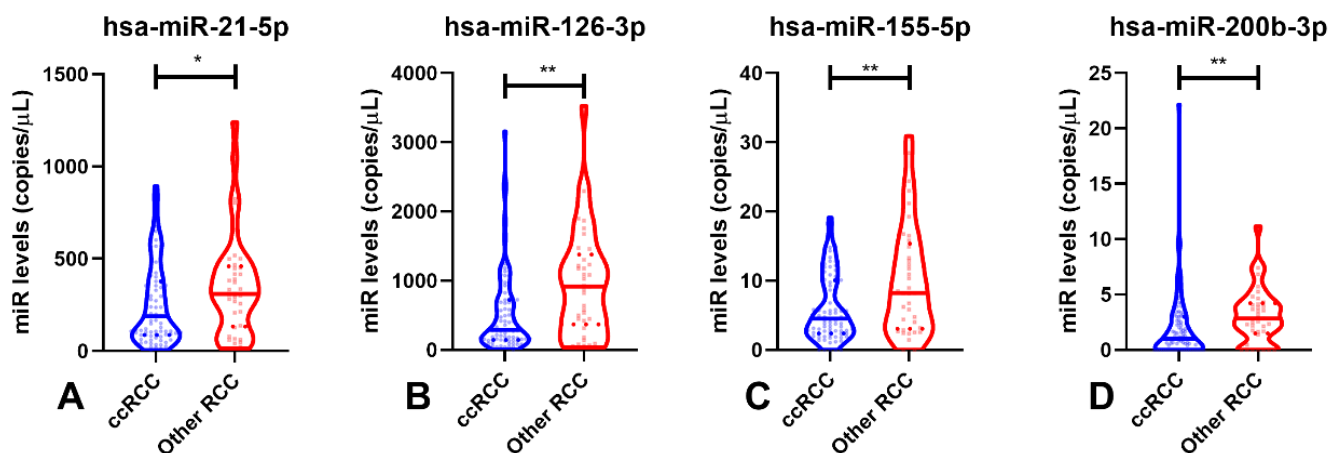 hsa-miR-21-5p
*
miR levels (copies/μL)
1500
1000
500
0
ccRCC
Other RCC
A
hsa-miR-126-3p
**
miR levels (copies/μL)
4000
3000
2000
1000
0
ccRCC
Other RCC
B
hsa-miR-155-5p
**
miR levels (copies/μL)
40
30
20
10
0
ccRCC
Other RCC
C
hsa-miR-200b-3p
**
miR levels (copies/μL)
25
20
15
10
5
0
ccRCC
Other RCC
D